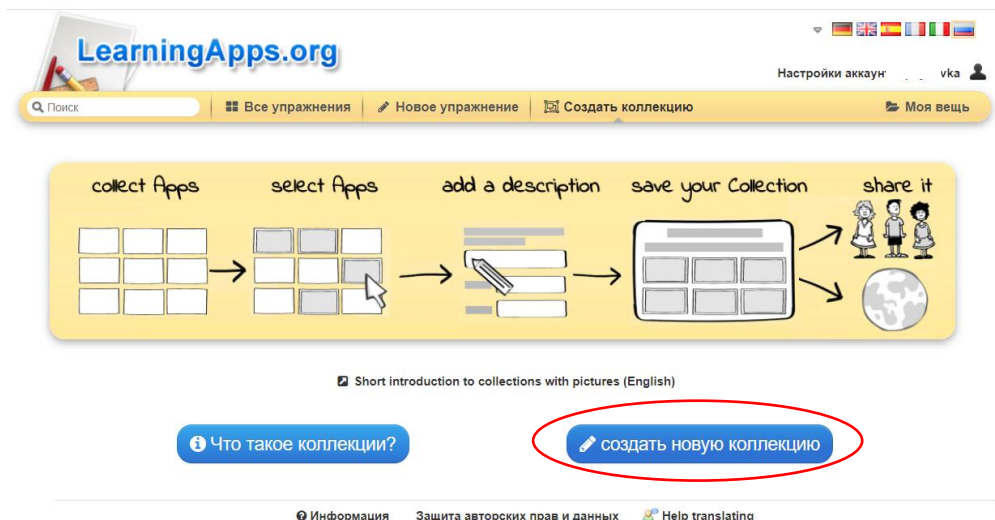 LearningApps.org
Настройки аккаун vka
Поиск
Все упражнения
Новое упражнение
Создать коллекцию
Моя вещь
collect Apps
select Apps
add a description
save your Collection
share it
Short introduction to collections with pictures (English)
Что такое коллекции?
создать новую коллекцию
Информация
Защита авторских прав и данных
Help translating